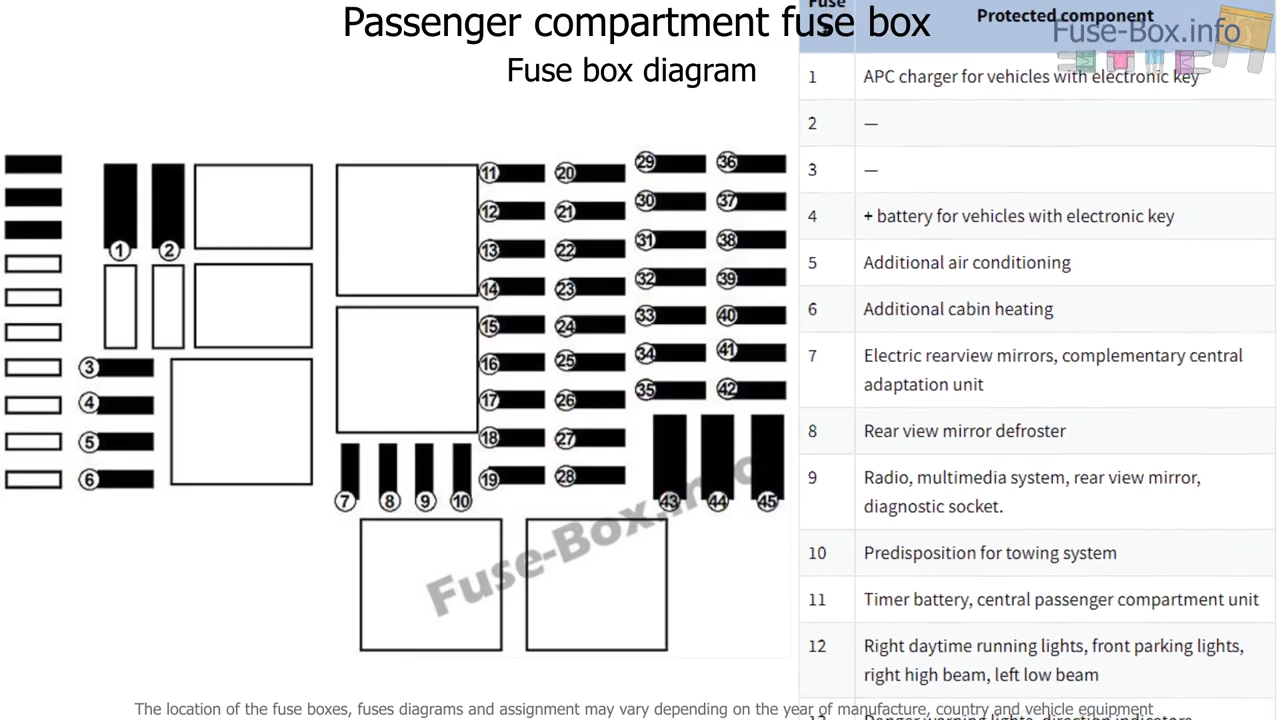 Passenger compartment fuse box
Fuse box diagram
Fuse-Box.info
Fuse
Protected component
1 APC charger for vehicles with electronic key
2 —
3 —
4 + battery for vehicles with electronic key
5 Additional air conditioning
6 Additional cabin heating
7 Electric rearview mirrors, complementary central
adaptation unit
8 Rear view mirror defroster
9 Radio, multimedia system, rear view mirror,
diagnostic socket.
10 Predisposition for towing system
11 Timer battery, central passenger compartment unit
12 Right daytime running lights, front parking lights,
right high beam, left low beam
13 Danger warning lights, direction indicators
11 20 29 36
12 21 30 37
1 2 13 22 31 38
14 23 32 39
15 24 33 40
3 16 25 34 41
4 17 26 35 42
5 18 27
6 19 28
7 8 9 10 43 44 45
Fuse-Box.info
The location of the fuse boxes, fuses diagrams and assignment may vary depending on the year of manufacture, country and vehicle equipment